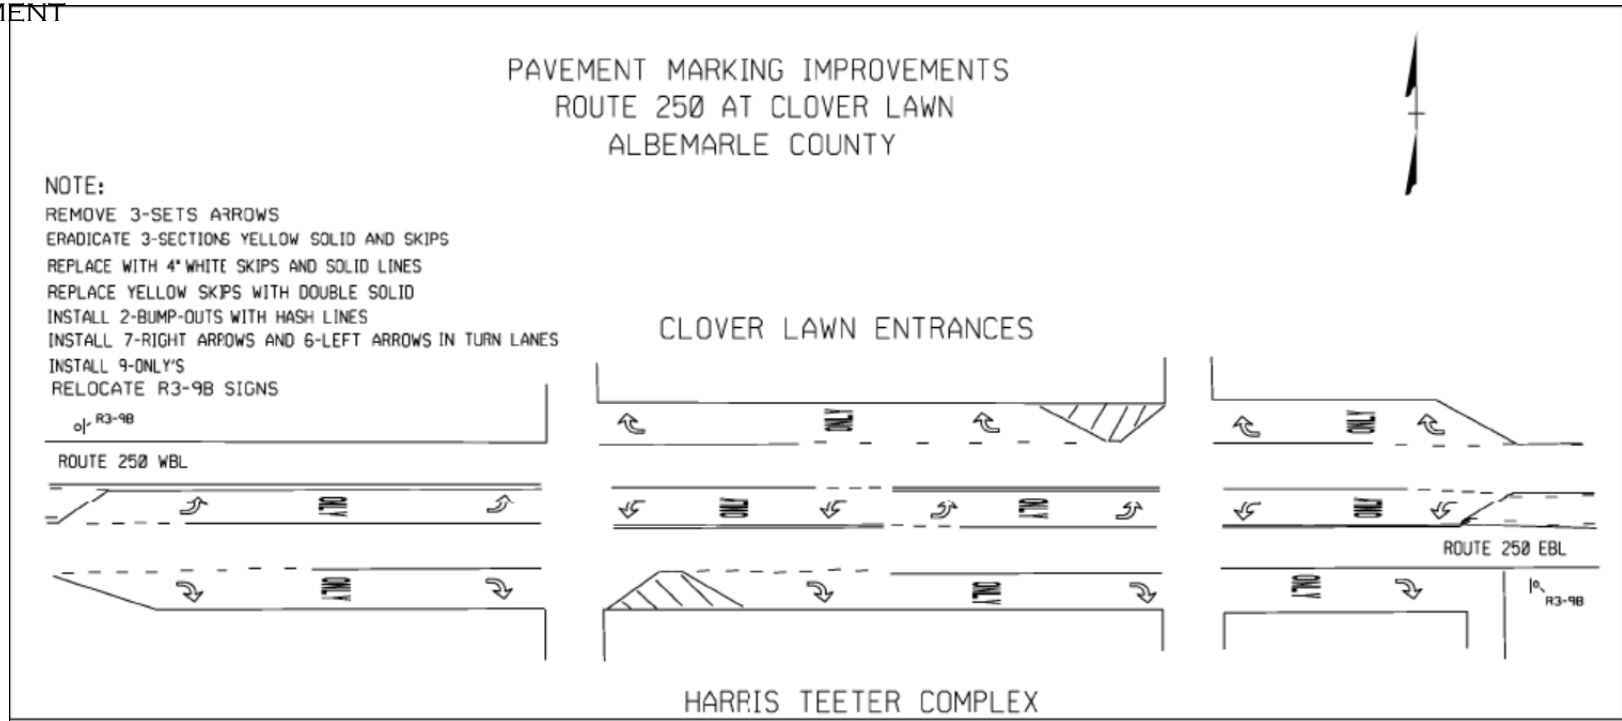 MENT
PAVEMENT MARKING IMPROVEMENTS
ROUTE 250 AT CLOVER LAWN
ALBEMARLE COUNTY
NOTE:
REMOVE 3-SETS ARROWS
ERADICATE 3-SECTIONS YELLOW SOLID AND SKIPS
REPLACE WITH 4" WHITE SKIPS AND SOLID LINES
REPLACE YELLOW SKIPS WITH DOUBLE SOLID
INSTALL 2-BUMP-OUTS WITH HASH LINES
INSTALL 7-RIGHT ARROWS AND 6-LEFT ARROWS IN TURN LANES
INSTALL 9-ONLY'S
RELOCATE R3-9B SIGNS
CLOVER LAWN ENTRANCES
R3-9B
ONLY
ONLY
ROUTE 250 WBL
ONLY
ONLY
ONLY
ONLY
ROUTE 250 EBL
ONLY
ONLY
ONLY
R3-9B
HARRIS TEETER COMPLEX